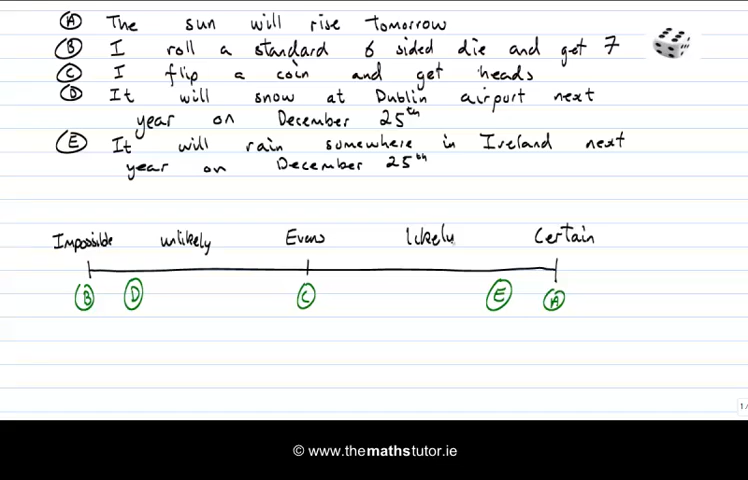 A The sun will rise tomorrow
B I roll a standard 6 sided die and get 7
C I flip a coin and get heads
D It will snow at Dublin airport next
year on December 25th
E It will rain somewhere in Ireland next
year on December 25th
Impossible unlikely Evens likely Certain
B D C E A
1/
© www.themathstutor.ie